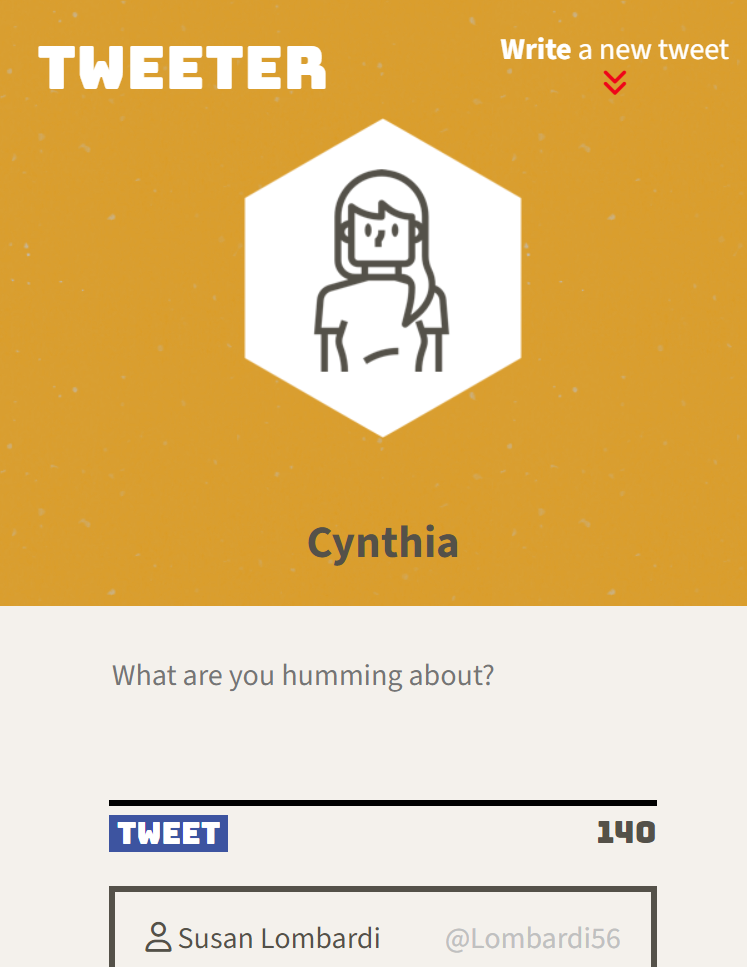 TWEETER
Write a new tweet
Cynthia
What are you humming about?
TWEET 140
Susan Lombardi @Lombardi56